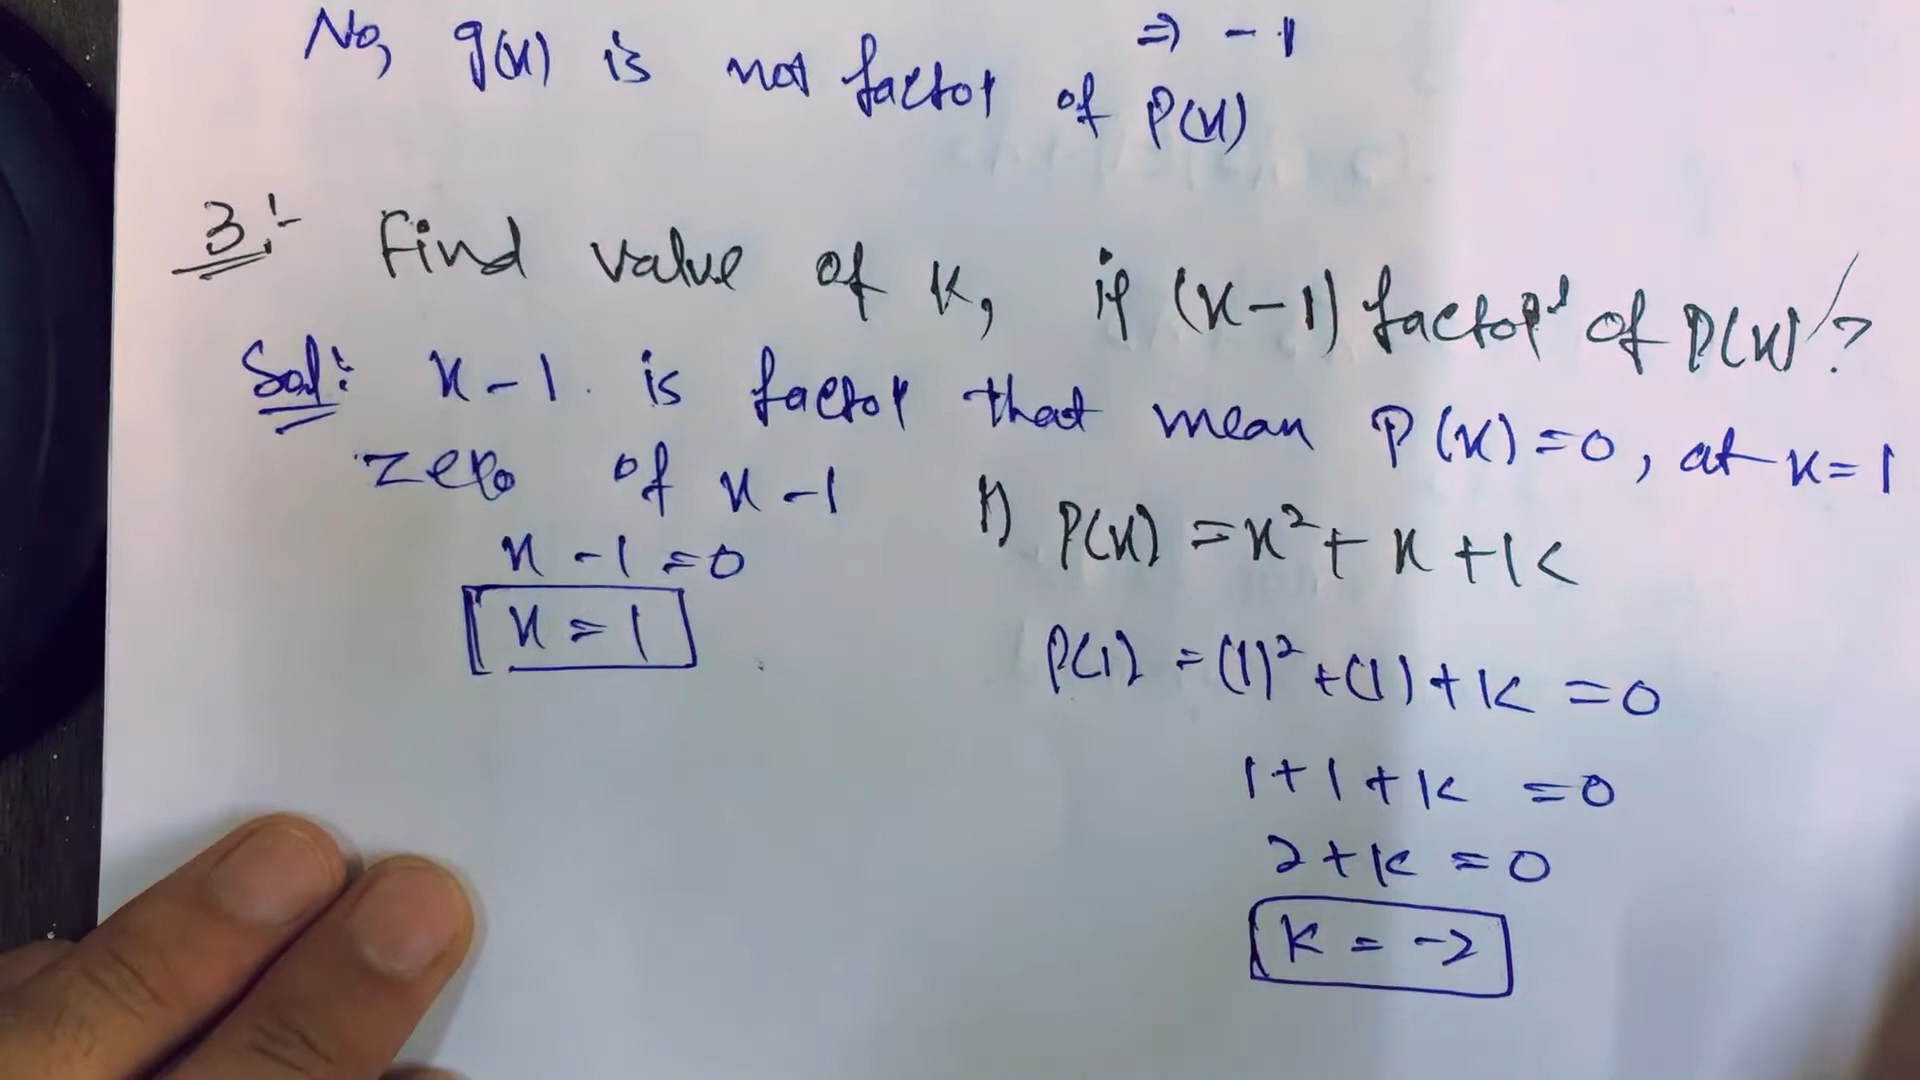 ⇒ -1
No, g(x) is not factor of P(x)
3:- Find value of K, if (x-1) factor of P(x)?
Sol: x-1 is factor that mean P(x)=0, at x=1
zero of x-1
x-1=0
x=1
1) P(x) = x²+x+K
P(1) = (1)²+(1)+K=0
1+1+K=0
2+K=0
K=-2